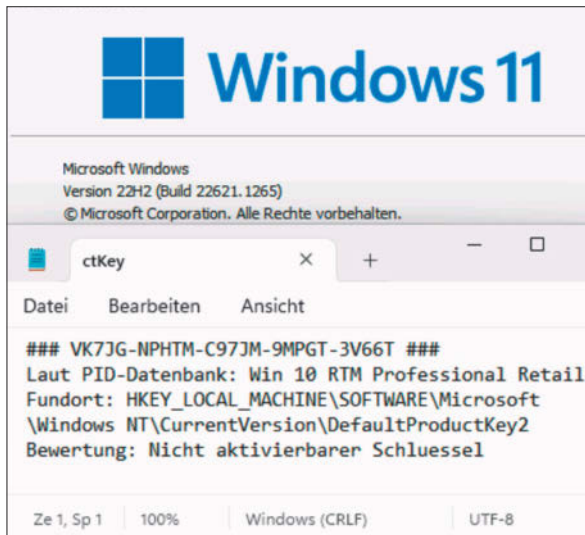 Windows 11
Microsoft Windows
Version 22H2 (Build 22621.1265)
© Microsoft Corporation. Alle Rechte vorbehalten.
ctKey
Datei Bearbeiten Ansicht
### VK7JG-NPHTM-C97JM-9MPGT-3V66T ###
Laut PID-Datenbank: Win 10 RTM Professional Retail
Fundort: HKEY_LOCAL_MACHINE\SOFTWARE\Microsoft
\Windows NT\CurrentVersion\DefaultProductKey2
Bewertung: Nicht aktivierbarer Schluessel
Ze 1, Sp 1 100% Windows (CRLF) UTF-8